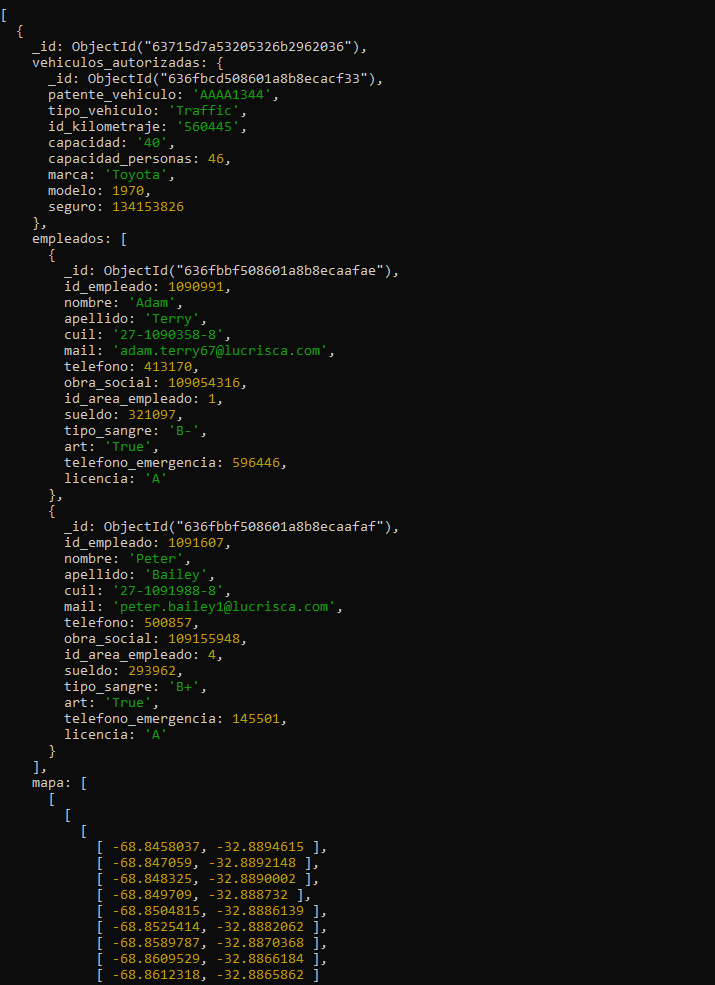 [
  {
    _id: ObjectId("63715d7a53205326b2962036"),
    vehiculos_autorizadas: {
      _id: ObjectId("636fbcd508601a8b8ecacf33"),
      patente_vehiculo: 'AAAA1344',
      tipo_vehiculo: 'Traffic',
      id_kilometraje: '560445',
      capacidad: '40',
      capacidad_personas: 46,
      marca: 'Toyota',
      modelo: 1970,
      seguro: 134153826
    },
    empleados: [
      {
        _id: ObjectId("636fbbf508601a8b8ecaafae"),
        id_empleado: 1090991,
        nombre: 'Adam',
        apellido: 'Terry',
        cuil: '27-1090358-8',
        mail: 'adam.terry67@lucrisca.com',
        telefono: 413170,
        obra_social: 109054316,
        id_area_empleado: 1,
        sueldo: 321097,
        tipo_sangre: 'B-',
        art: 'True',
        telefono_emergencia: 596446,
        licencia: 'A'
      },
      {
        _id: ObjectId("636fbbf508601a8b8ecaafaf"),
        id_empleado: 1091607,
        nombre: 'Peter',
        apellido: 'Bailey',
        cuil: '27-1091988-8',
        mail: 'peter.bailey1@lucrisca.com',
        telefono: 500857,
        obra_social: 109155948,
        id_area_empleado: 4,
        sueldo: 293962,
        tipo_sangre: 'B+',
        art: 'True',
        telefono_emergencia: 145501,
        licencia: 'A'
      }
    ],
    mapa: [
      [
        [
          [
            [ -68.8458037, -32.8894615 ],
            [ -68.847059, -32.8892148 ],
            [ -68.848325, -32.8890002 ],
            [ -68.849709, -32.888732 ],
            [ -68.8504815, -32.8886139 ],
            [ -68.8525414, -32.8882062 ],
            [ -68.8589787, -32.8870368 ],
            [ -68.8609529, -32.8866184 ],
            [ -68.8612318, -32.8865862 ]